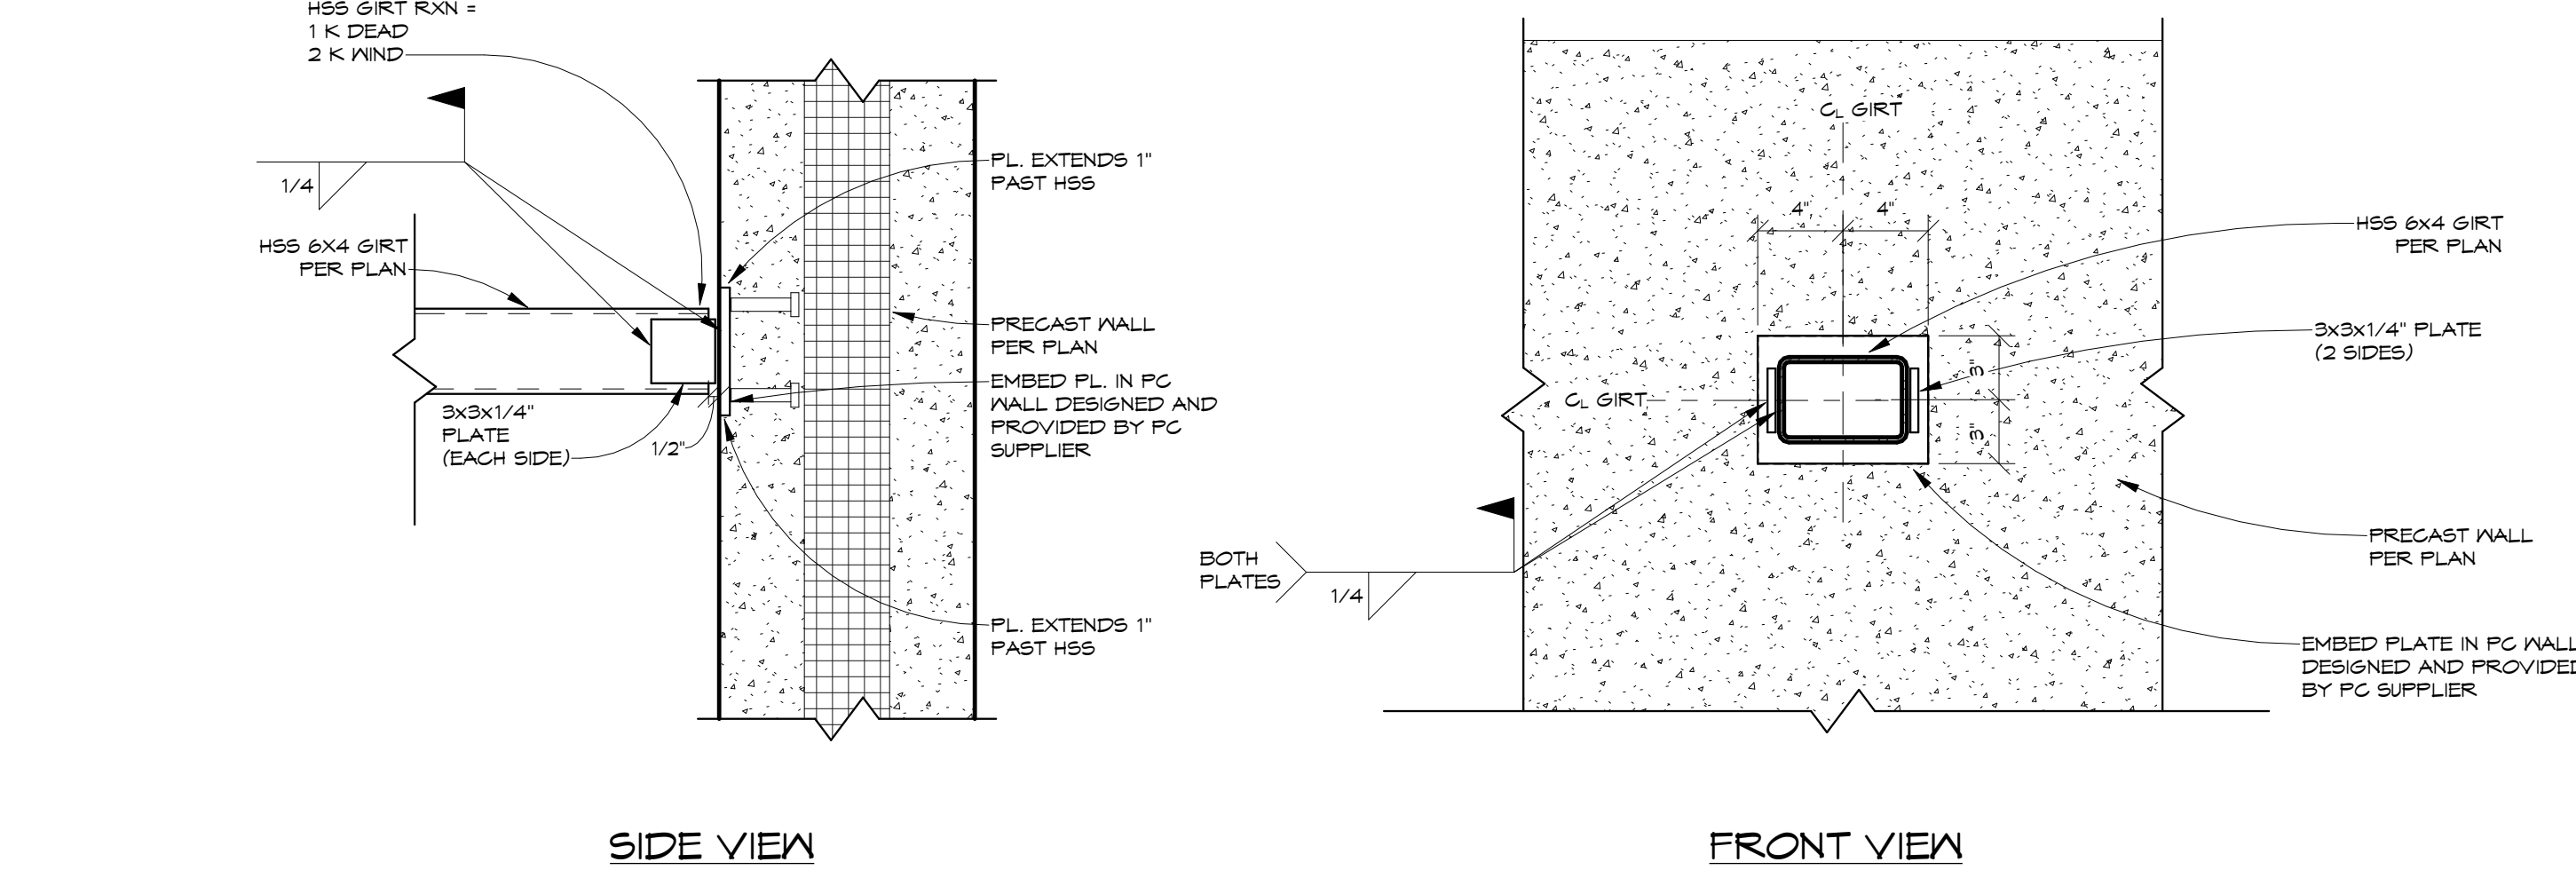 HSS GIRT RXN =
1 K DEAD
2 K WIND
1/4
HSS 6X4 GIRT
PER PLAN
3x3x1/4"
PLATE
(EACH SIDE)
1/2"
PL. EXTENDS 1"
PAST HSS
PRECAST WALL
PER PLAN
EMBED PL. IN PC
WALL DESIGNED AND
PROVIDED BY PC
SUPPLIER
PL. EXTENDS 1"
PAST HSS
SIDE VIEW
CL GIRT
4"
4"
HSS 6X4 GIRT
PER PLAN
3x3x1/4" PLATE
(2 SIDES)
3"
CL GIRT
3"
BOTH
PLATES
1/4
PRECAST WALL
PER PLAN
EMBED PLATE IN PC WALL
DESIGNED AND PROVIDED
BY PC SUPPLIER
FRONT VIEW